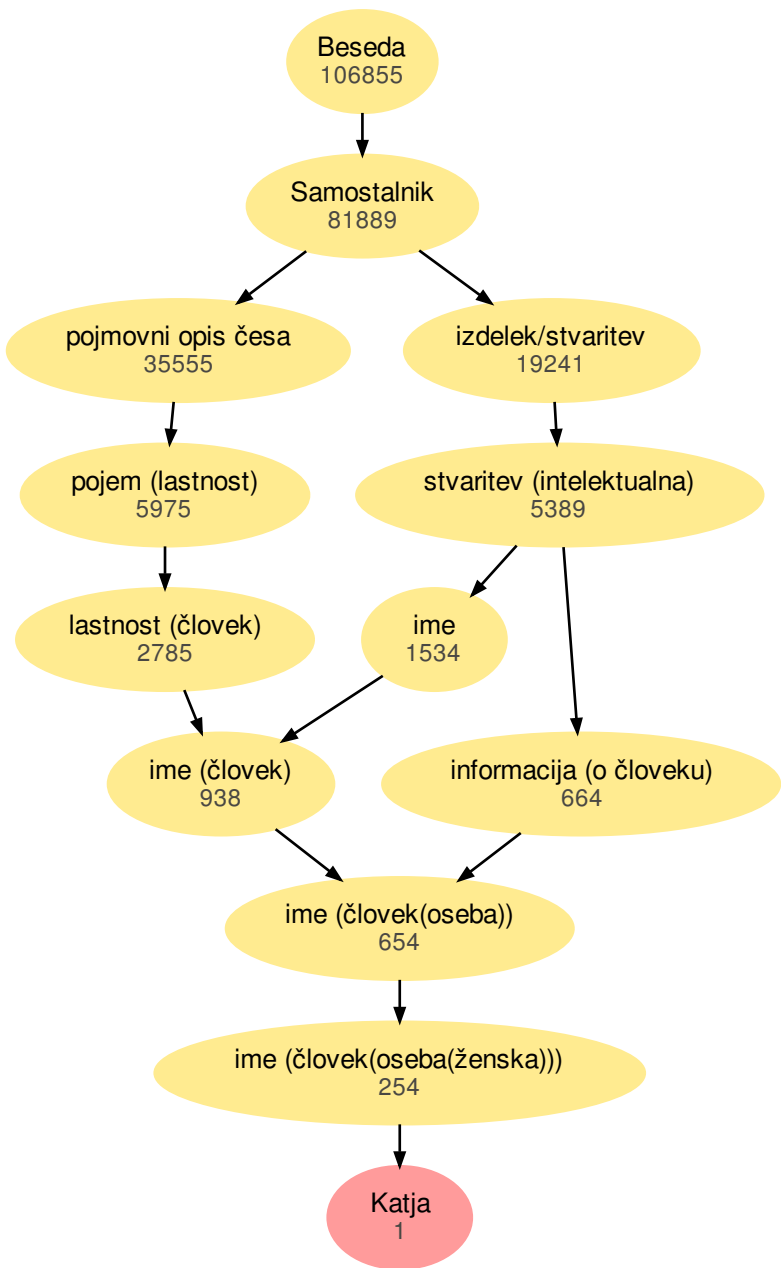 Beseda
106855
Samostalnik
81889
pojmovni opis česa
35555
izdelek/stvaritev
19241
pojem (lastnost)
5975
stvaritev (intelektualna)
5389
lastnost (človek)
2785
ime
1534
ime (človek)
938
informacija (o človeku)
664
ime (človek(oseba))
654
ime (človek(oseba(ženska)))
254
Katja
1